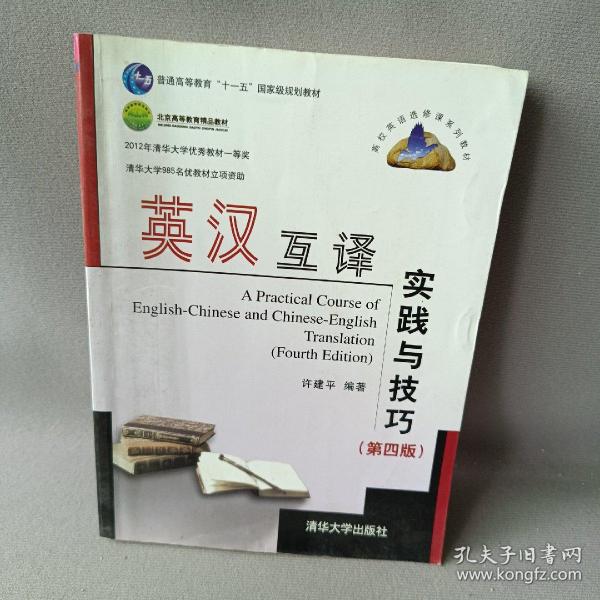 十一五
普通高等教育“十一五”国家级规划教材
北京高等教育精品教材
2012年清华大学优秀教材一等奖
清华大学985名优教材立项资助
高校英语选修课系列教材
英汉互译
实践与技巧
(第四版)
A Practical Course of
English-Chinese and Chinese-English
Translation
(Fourth Edition)
许建平 编著
清华大学出版社
孔夫子旧书网
www.kongfz.com